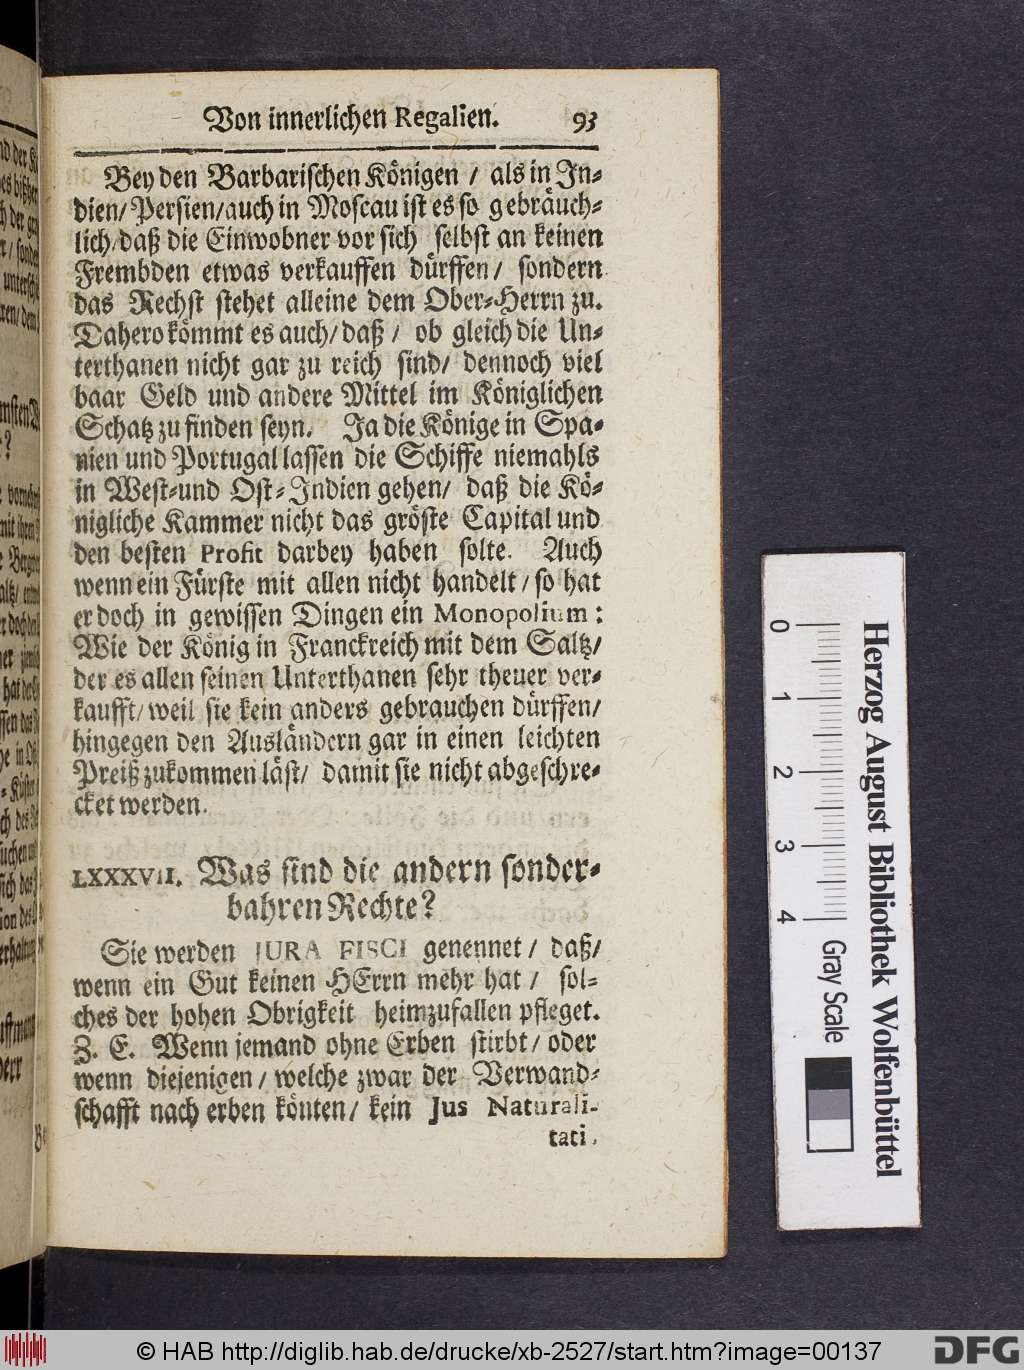 Von innerlichen Regalien. 93
Bey den Barbarischen Königen / als in In-
dien/ Persien/ auch in Moscau ist es so gebräuch-
lich/ daß die Einwohner vor sich selbst an keinen
Frembden etwas verkauffen dürffen/ sondern
das Rechst stehet alleine dem Ober-Herrn zu.
Dahero kömmt es auch/ daß / ob gleich die Un-
terthanen nicht gar zu reich sind/ dennoch viel
baar Geld und andere Mittel im Königlichen
Schatz zu finden seyn. Ja die Könige in Spa-
nien und Portugal lassen die Schiffe niemahls
in West-und Ost-Indien gehen/ daß die Kö-
nigliche Kammer nicht das gröste Capital und
den besten Profit darbey haben solte. Auch
wenn ein Fürste mit allen nicht handelt / so hat
er doch in gewissen Dingen ein Monopolium:
Wie der König in Franckreich mit dem Saltz/
der es allen seinen Unterthanen sehr theuer ver-
kaufft/ weil sie kein anders gebrauchen dürffen/
hingegen den Ausländern gar in einen leichten
Preiß zukommen läst/ damit sie nicht abgeschre-
cket werden.
LXXXVII. Was sind die andern sonder-
bahren Rechte?
Sie werden JURA FISCI genennet / daß/
wenn ein Gut keinen HErrn mehr hat / sol-
ches der hohen Obrigkeit heimzufallen pfleget.
Z. E. Wenn jemand ohne Erben stirbt / oder
wenn diejenigen / welche zwar der Verwand-
schafft nach erben könten / kein Jus Naturali-
tati.
0 1 2 3 4
Gray Scale
Herzog August Bibliothek Wolfenbüttel
© HAB http://diglib.hab.de/drucke/xb-2527/start.htm?image=00137
DFG